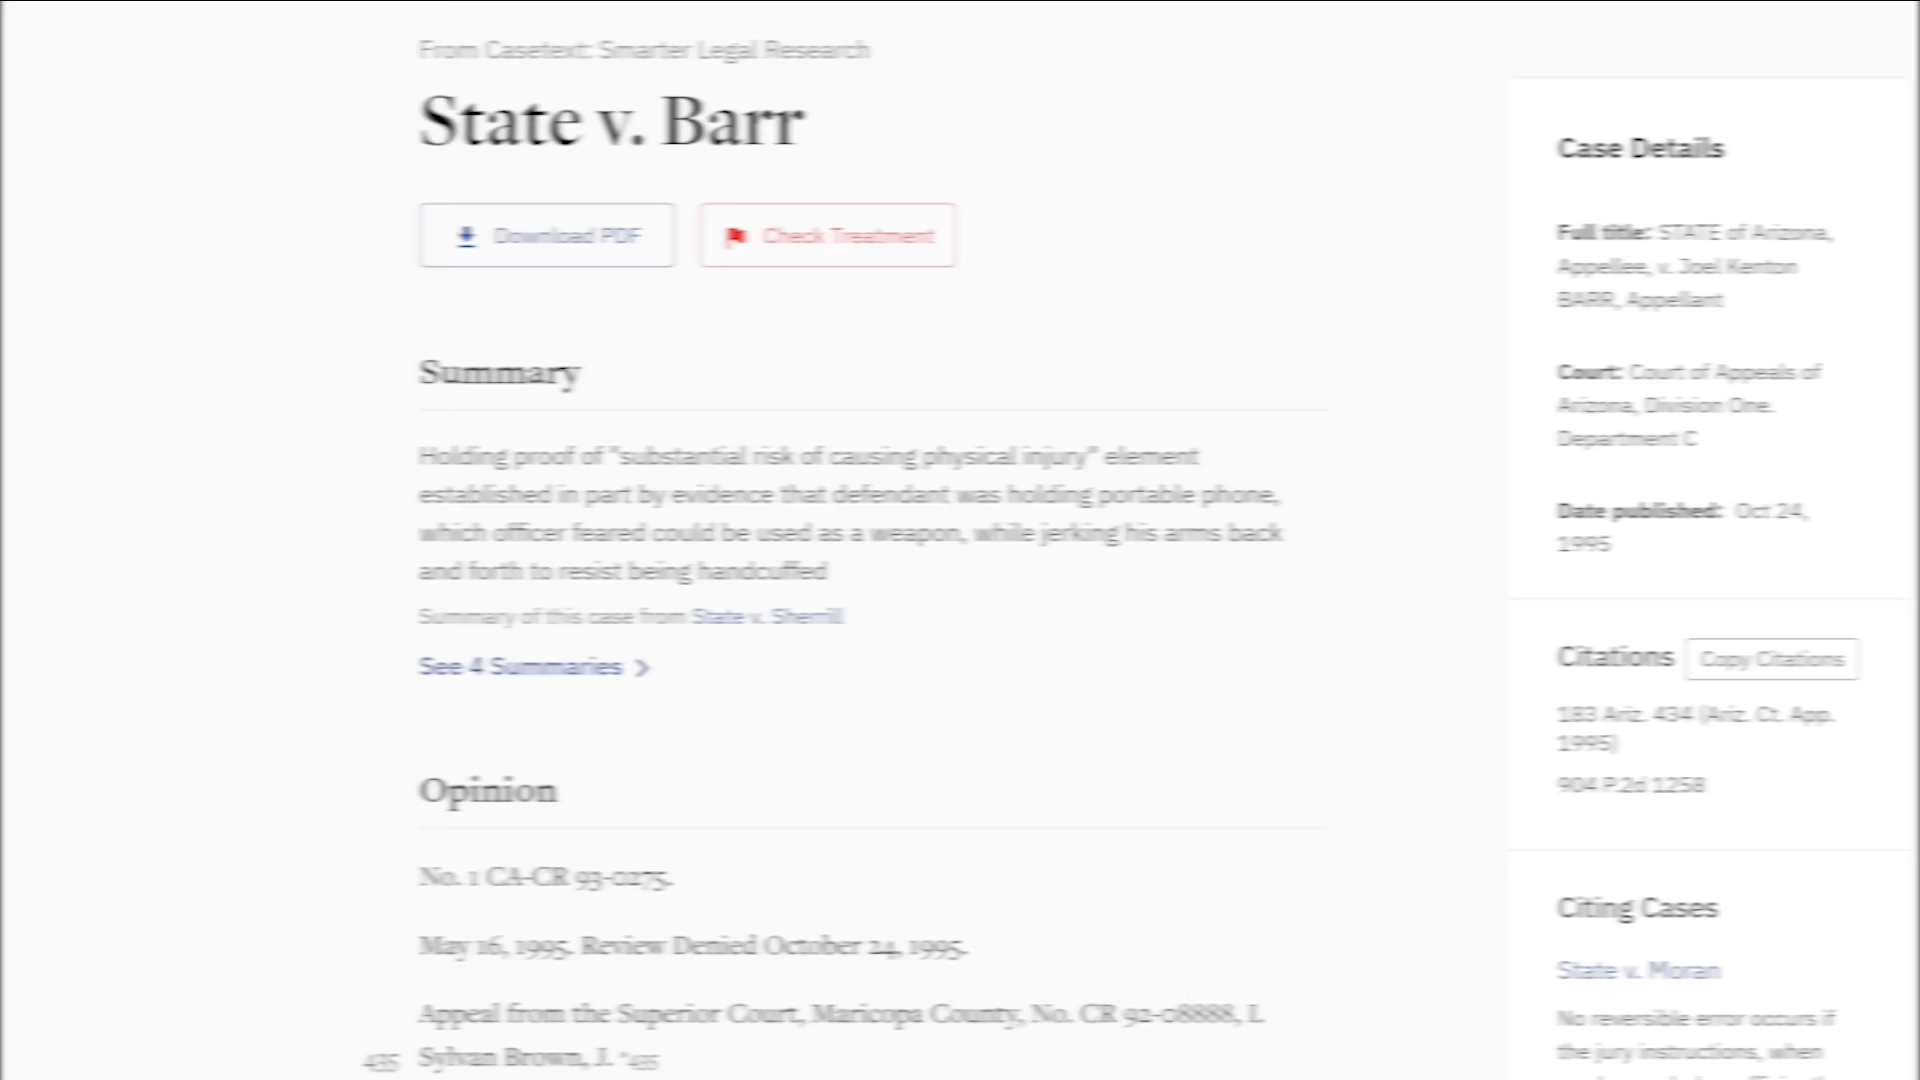 From Casetext: Smarter Legal Research
State v. Barr
Download PDF
Check Treatment
Summary
Holding proof of "substantial risk of causing physical injury" element
established in part by evidence that defendant was holding portable phone,
which officer feared could be used as a weapon, while jerking his arms back
and forth to resist being handcuffed
Summary of this case from State v. Sherrill
See 4 Summaries
Opinion
No. 1 CA-CR 93-0275.
May 16, 1995. Review Denied October 24, 1995.
Appeal from the Superior Court, Maricopa County, No. CR 92-08888, I.
435 Sylvan Brown, J. *435
Case Details
Full title: STATE of Arizona,
Appellee, v. Joel Kenton
BARR, Appellant
Court: Court of Appeals of
Arizona, Division One.
Department C
Date published: Oct 24,
1995
Citations
Copy Citations
183 Ariz. 434 (Ariz. Ct. App.
1995)
904 P.2d 1258
Citing Cases
State v. Moran
No reversible error occurs if
the jury instructions, when